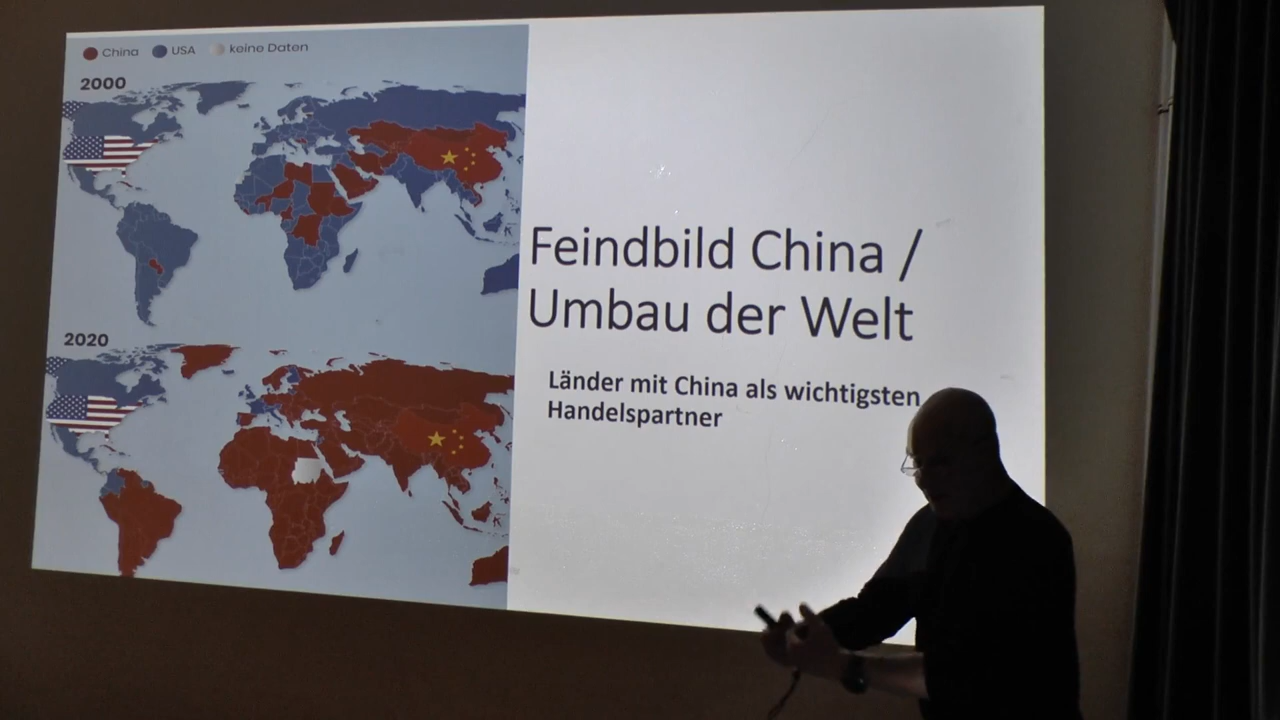 China USA keine Daten
2000
2020
Feindbild China /
Umbau der Welt
Länder mit China als wichtigsten
Handelspartner